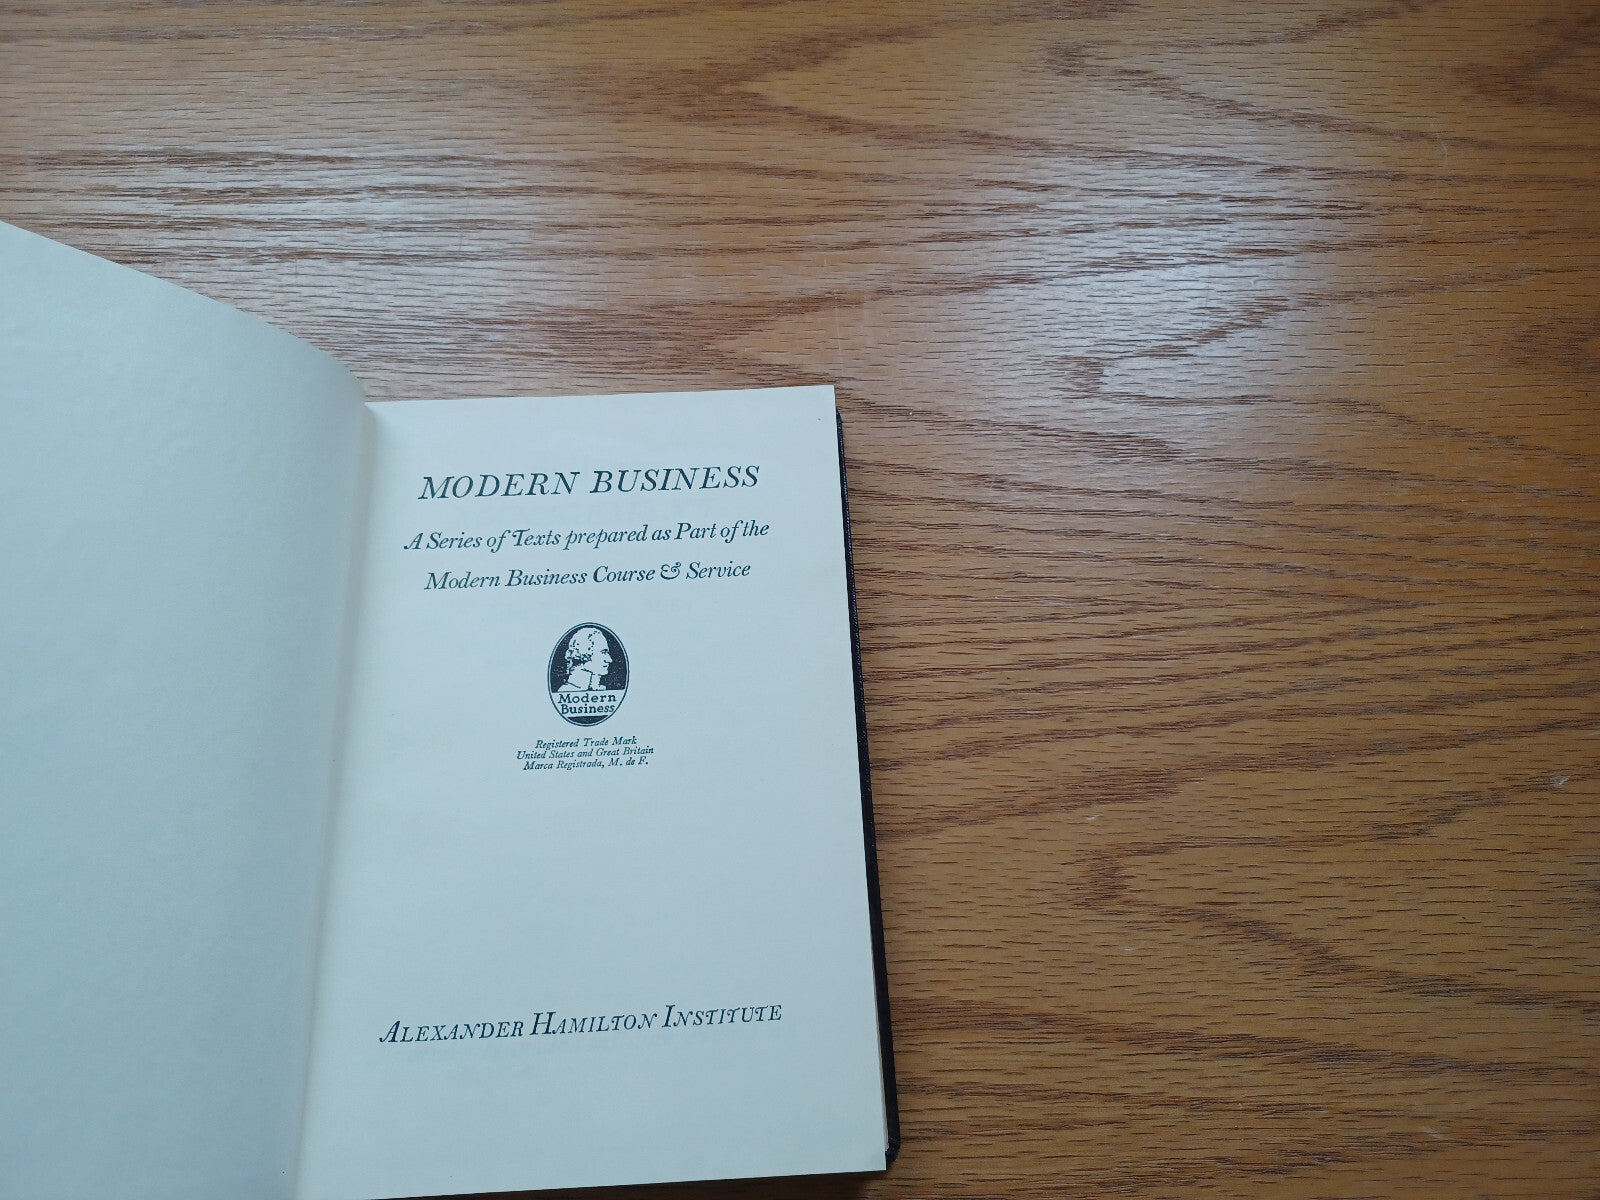 MODERN BUSINESS
A Series of Texts prepared as Part of the
Modern Business Course & Service
Modern
Business
Registered Trade Mark
United States and Great Britain
Marca Registrada, M. de F.
ALEXANDER HAMILTON INSTITUTE